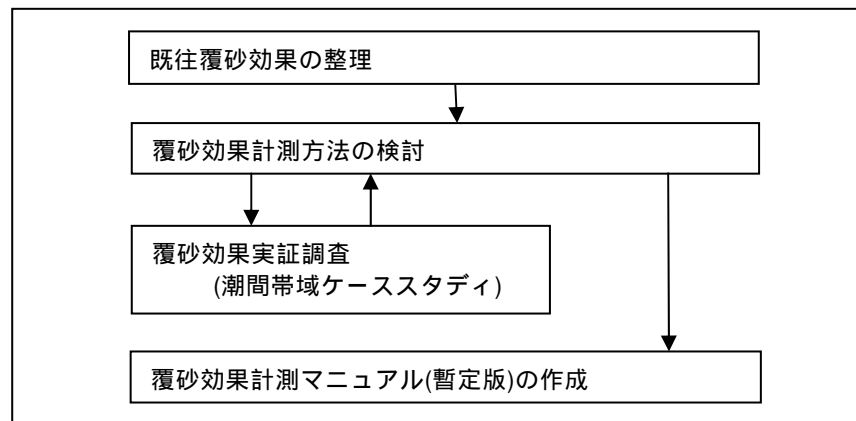 既往覆砂効果の整理
覆砂効果計測方法の検討
覆砂効果実証調査
(潮間帯域ケーススタディ)
覆砂効果計測マニュアル(暫定版)の作成